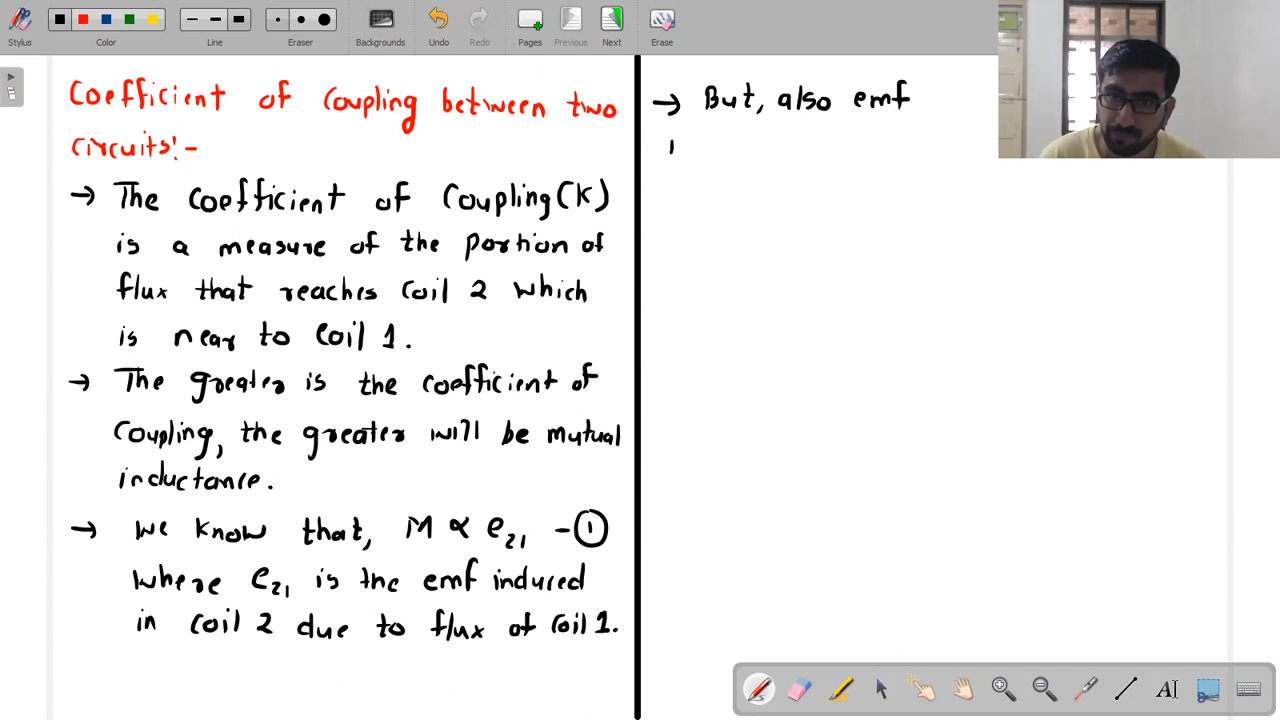 Stylus
Color
Line
Eraser
Backgrounds
Undo
Redo
Pages
Previous
Next
Erase
Coefficient of coupling between two
circuits:-
→ The coefficient of coupling (K)
is a measure of the portion of
flux that reaches coil 2 which
is near to coil 1.
→ The greater is the coefficient of
coupling, the greater will be mutual
inductance.
→ We know that, M ∝ e₂₁ - ①
where e₂₁ is the emf induced
in coil 2 due to flux of coil 1.
→ But, also emf
AI